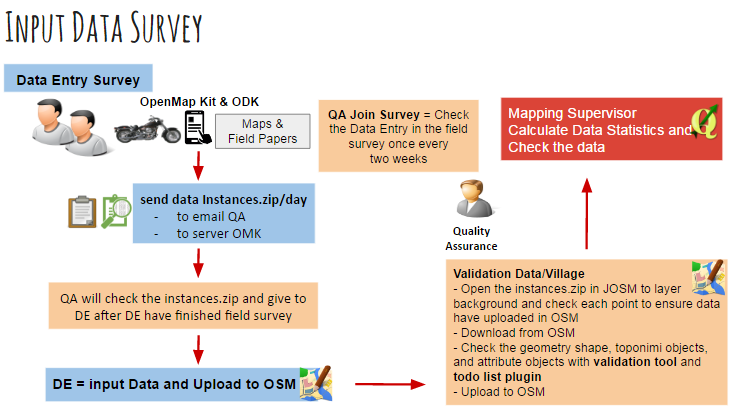 INPUT DATA SURVEY
Data Entry Survey
OpenMap Kit & ODK
Maps &
Field Papers
QA Join Survey = Check
the Data Entry in the field
survey once every
two weeks
Mapping Supervisor
Calculate Data Statistics and
Check the data
send data Instances.zip/day
- to email QA
- to server OMK
Quality
Assurance
QA will check the instances.zip and give to
DE after DE have finished field survey
DE = input Data and Upload to OSM
Validation Data/Village
- Open the instances.zip in JOSM to layer
background and check each point to ensure data
have uploaded in OSM
- Download from OSM
- Check the geometry shape, toponimi objects,
and attribute objects with validation tool and
todo list plugin
- Upload to OSM